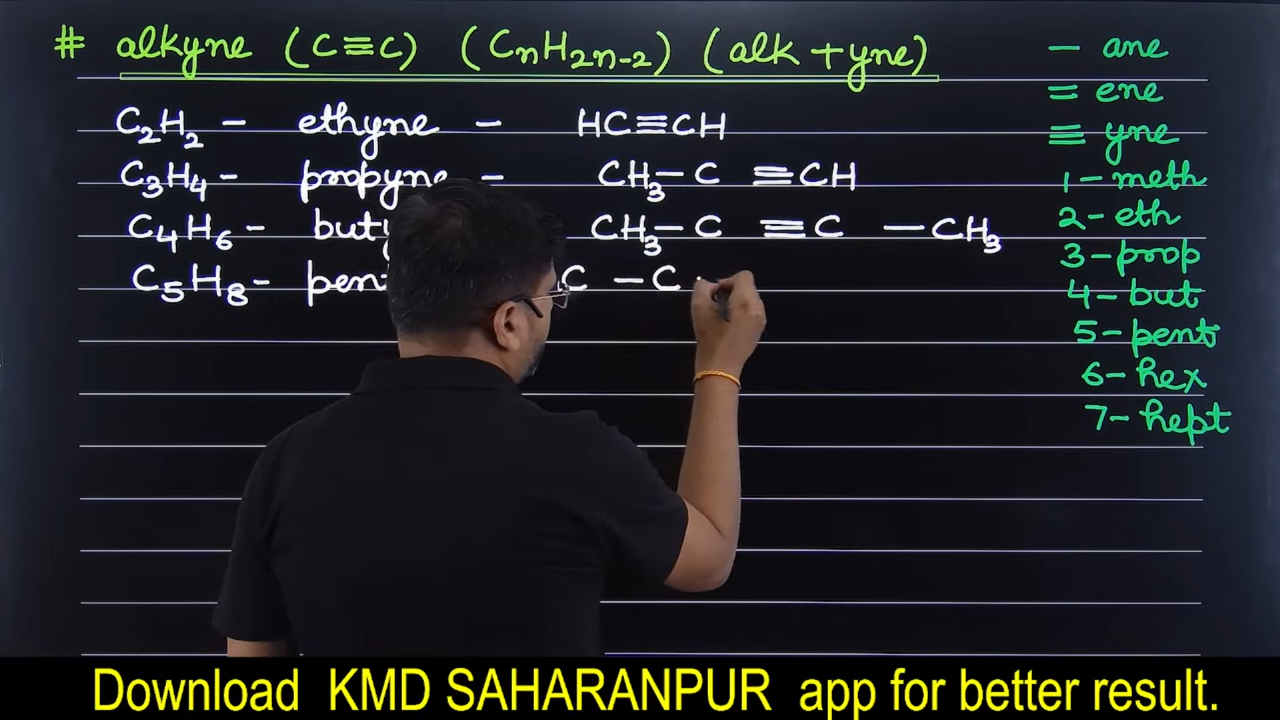 # alkyne (C≡C) (CnH2n-2) (alk + yne)
C2H2 - ethyne - HC≡CH
C3H4 - propyne - CH3-C ≡CH
C4H6 - CH3-C ≡C -CH3
C5H8 - C -C
- ane
= ene
≡ yne
1- meth
2- eth
3- prop
4- but
5- pent
6- hex
7- hept
Download KMD SAHARANPUR app for better result.